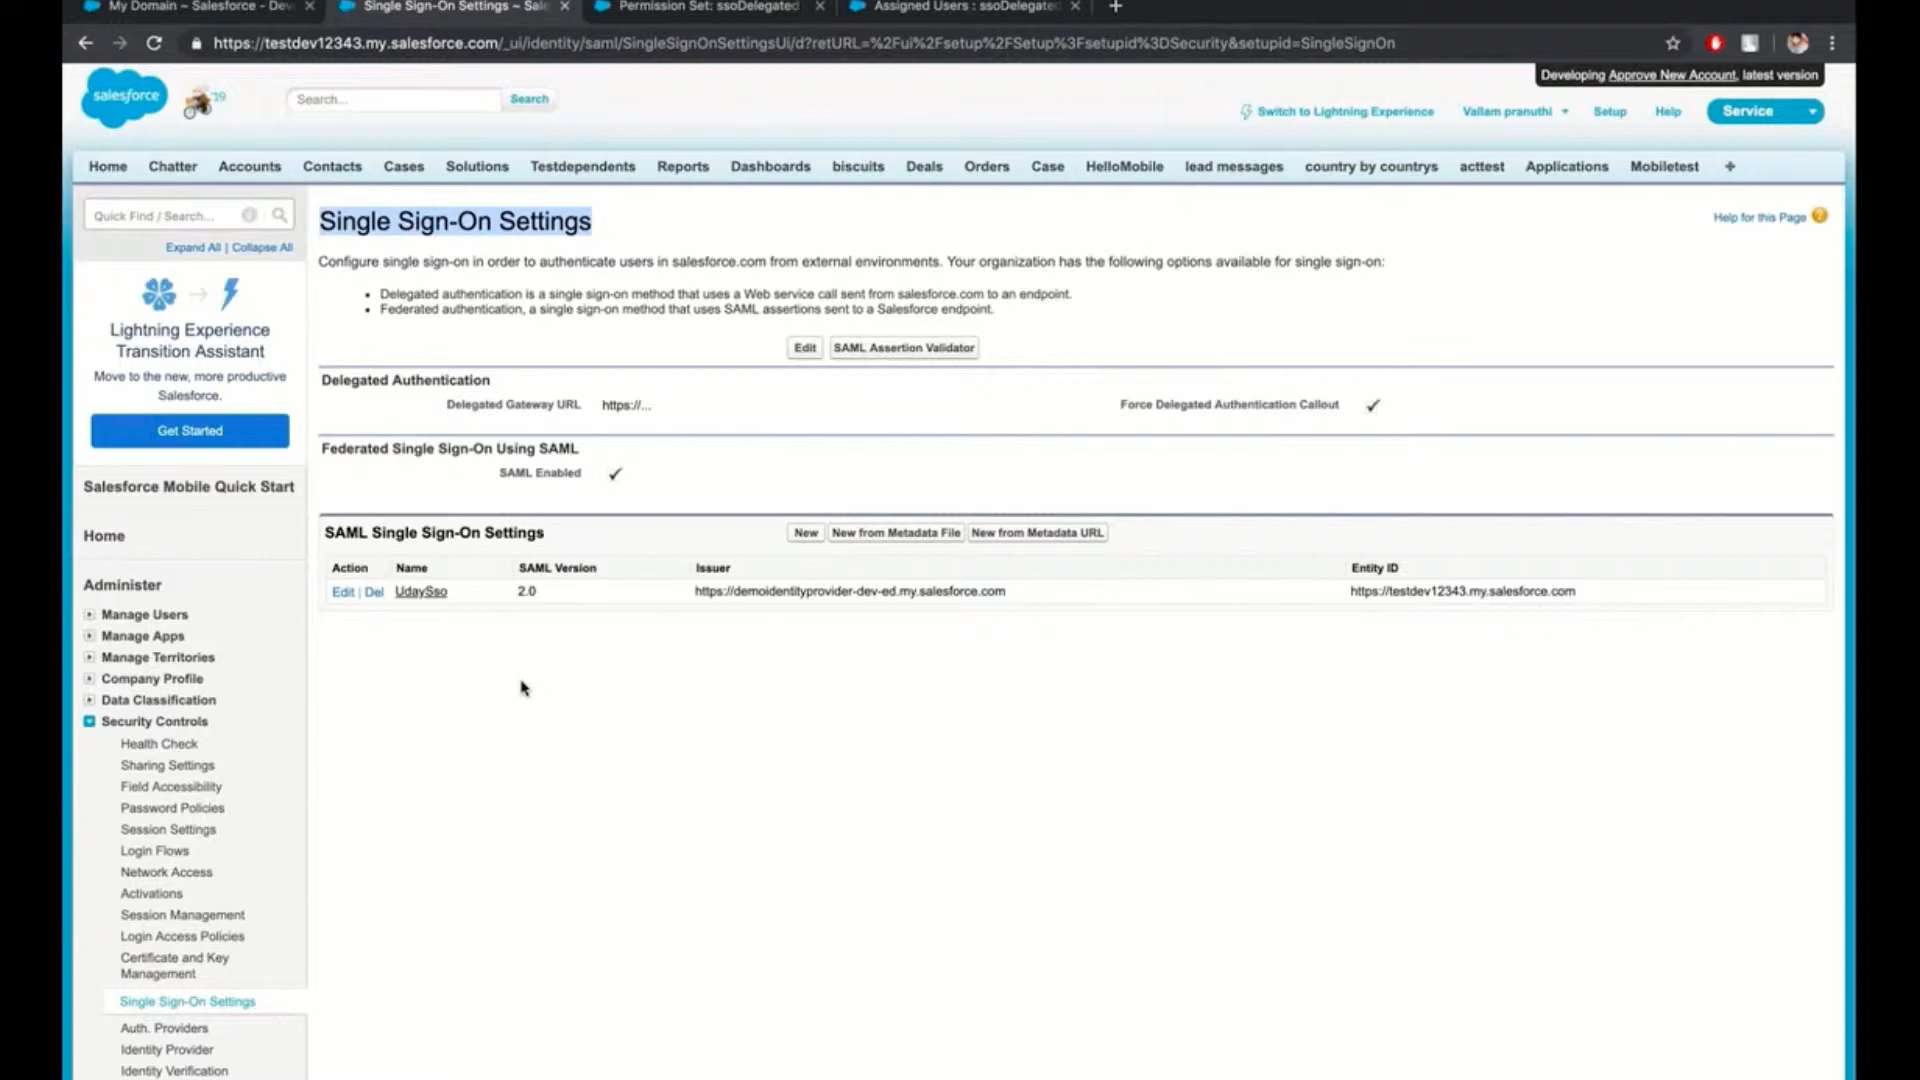 My Domain ~ Salesforce - Dev
Single Sign-On Settings ~ Sale
Permission Set: ssoDelegated
Assigned Users : ssoDelegated
https://testdev12343.my.salesforce.com/_ui/identity/saml/SingleSignOnSettingsUi/d?retURL=%2Fui%2Fsetup%2FSetup%3Fsetupid%3DSecurity&setupid=SingleSignOn
Developing Approve New Account, latest version
salesforce
'19
Search...
Search
Switch to Lightning Experience
Vallam pranuthi
Setup
Help
Service
Home
Chatter
Accounts
Contacts
Cases
Solutions
Testdependents
Reports
Dashboards
biscuits
Deals
Orders
Case
HelloMobile
lead messages
country by countrys
acttest
Applications
Mobiletest
+
Quick Find / Search...
Expand All | Collapse All
Lightning Experience
Transition Assistant
Move to the new, more productive
Salesforce.
Get Started
Salesforce Mobile Quick Start
Home
Administer
Manage Users
Manage Apps
Manage Territories
Company Profile
Data Classification
Security Controls
Health Check
Sharing Settings
Field Accessibility
Password Policies
Session Settings
Login Flows
Network Access
Activations
Session Management
Login Access Policies
Certificate and Key
Management
Single Sign-On Settings
Auth. Providers
Identity Provider
Identity Verification
Single Sign-On Settings
Help for this Page
Configure single sign-on in order to authenticate users in salesforce.com from external environments. Your organization has the following options available for single sign-on:
• Delegated authentication is a single sign-on method that uses a Web service call sent from salesforce.com to an endpoint.
• Federated authentication, a single sign-on method that uses SAML assertions sent to a Salesforce endpoint.
Edit
SAML Assertion Validator
Delegated Authentication
Delegated Gateway URL
https://...
Force Delegated Authentication Callout
Federated Single Sign-On Using SAML
SAML Enabled
SAML Single Sign-On Settings
New
New from Metadata File
New from Metadata URL
Action
Name
SAML Version
Issuer
Entity ID
Edit | Del
UdaySso
2.0
https://demoidentityprovider-dev-ed.my.salesforce.com
https://testdev12343.my.salesforce.com